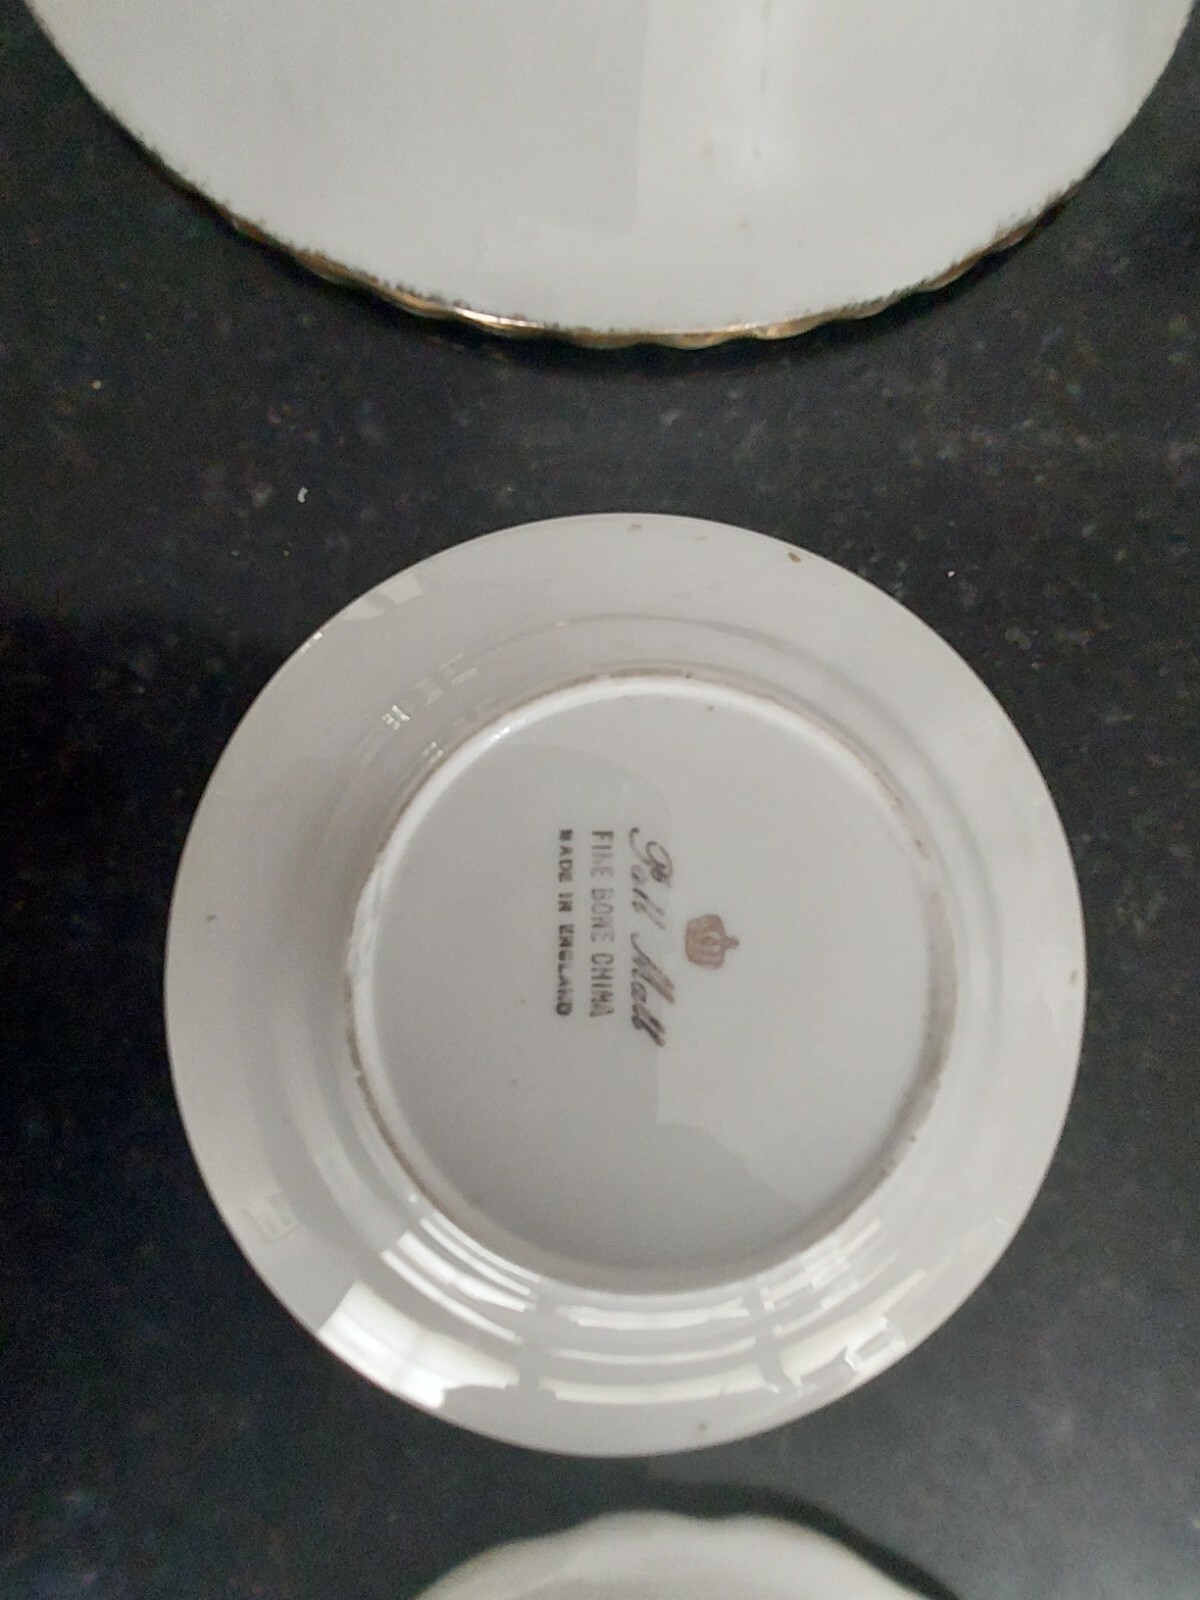 Pall Mall
FINE BONE CHINA
MADE IN ENGLAND